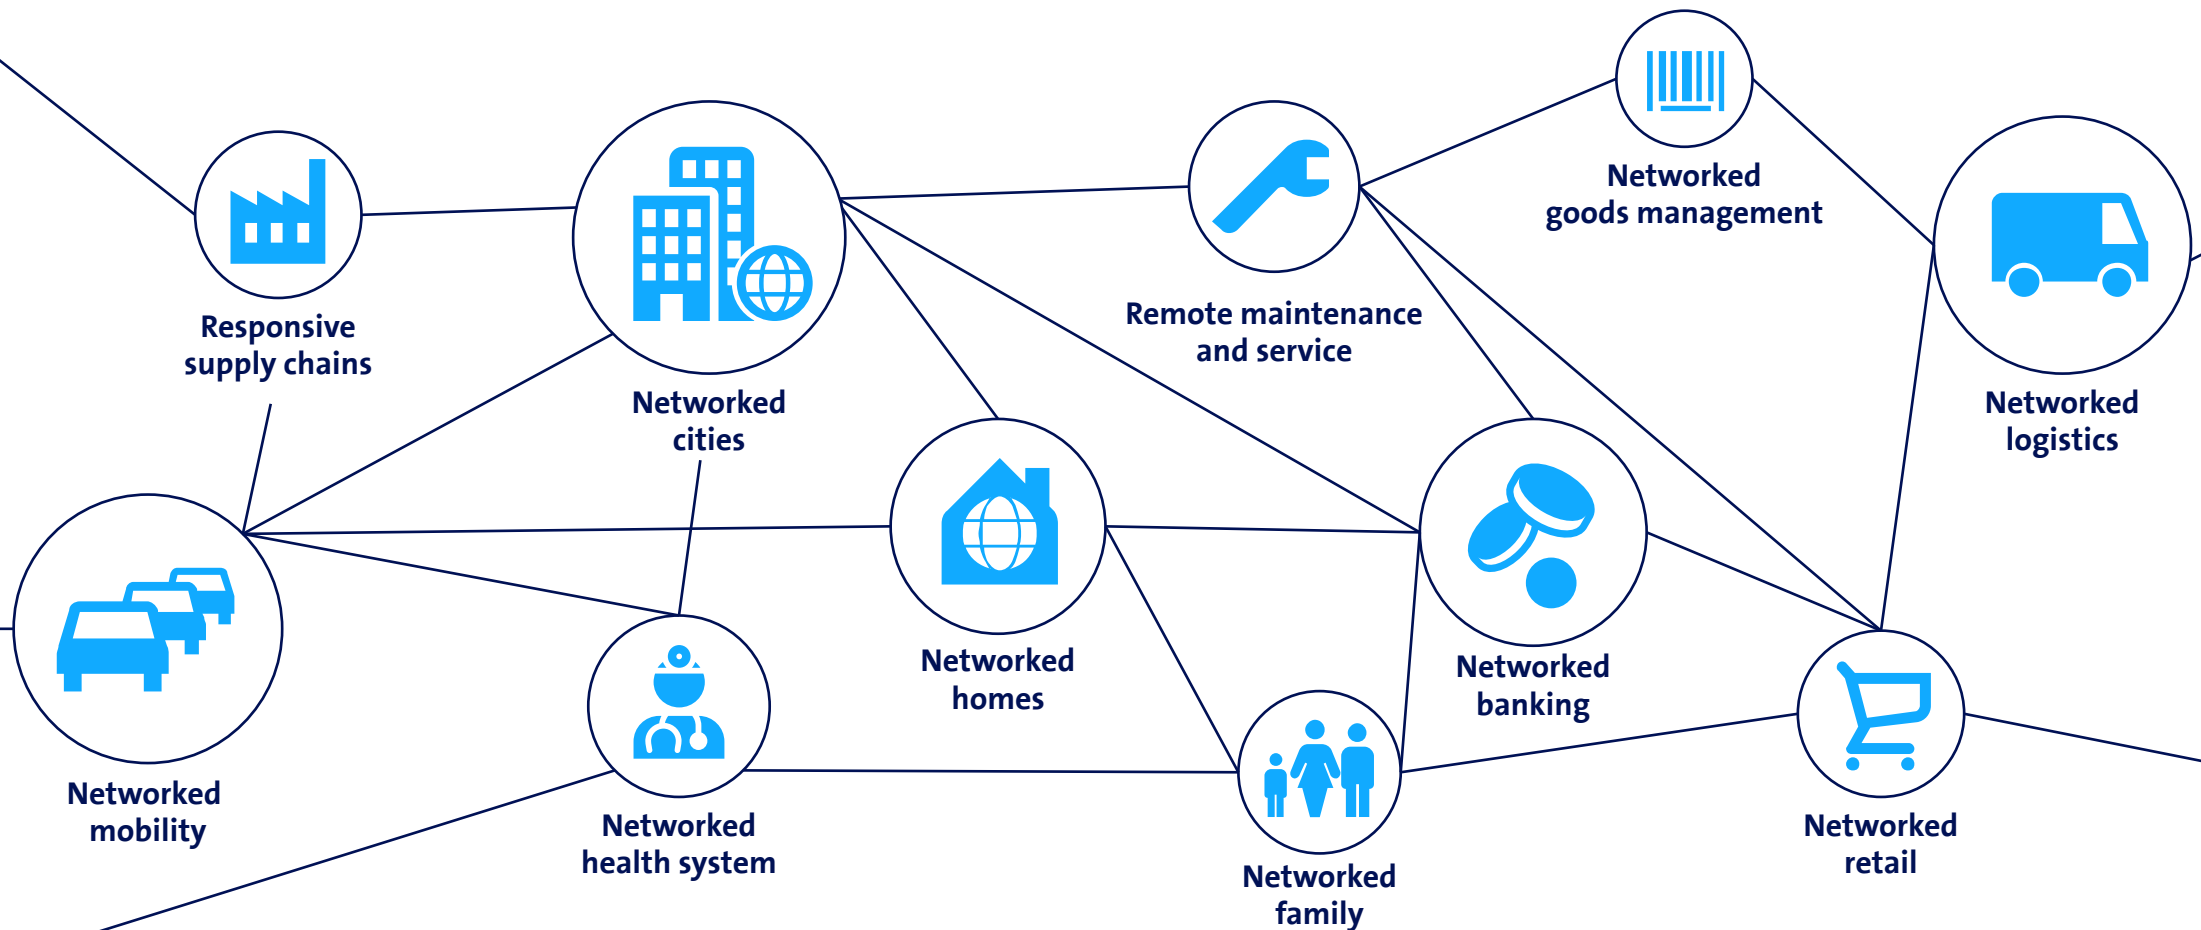 Networked
goods management
Responsive
supply chains
Remote maintenance
and service
Networked
cities
Networked
logistics
Networked
homes
Networked
banking
Networked
mobility
Networked
health system
Networked
retail
Networked
family